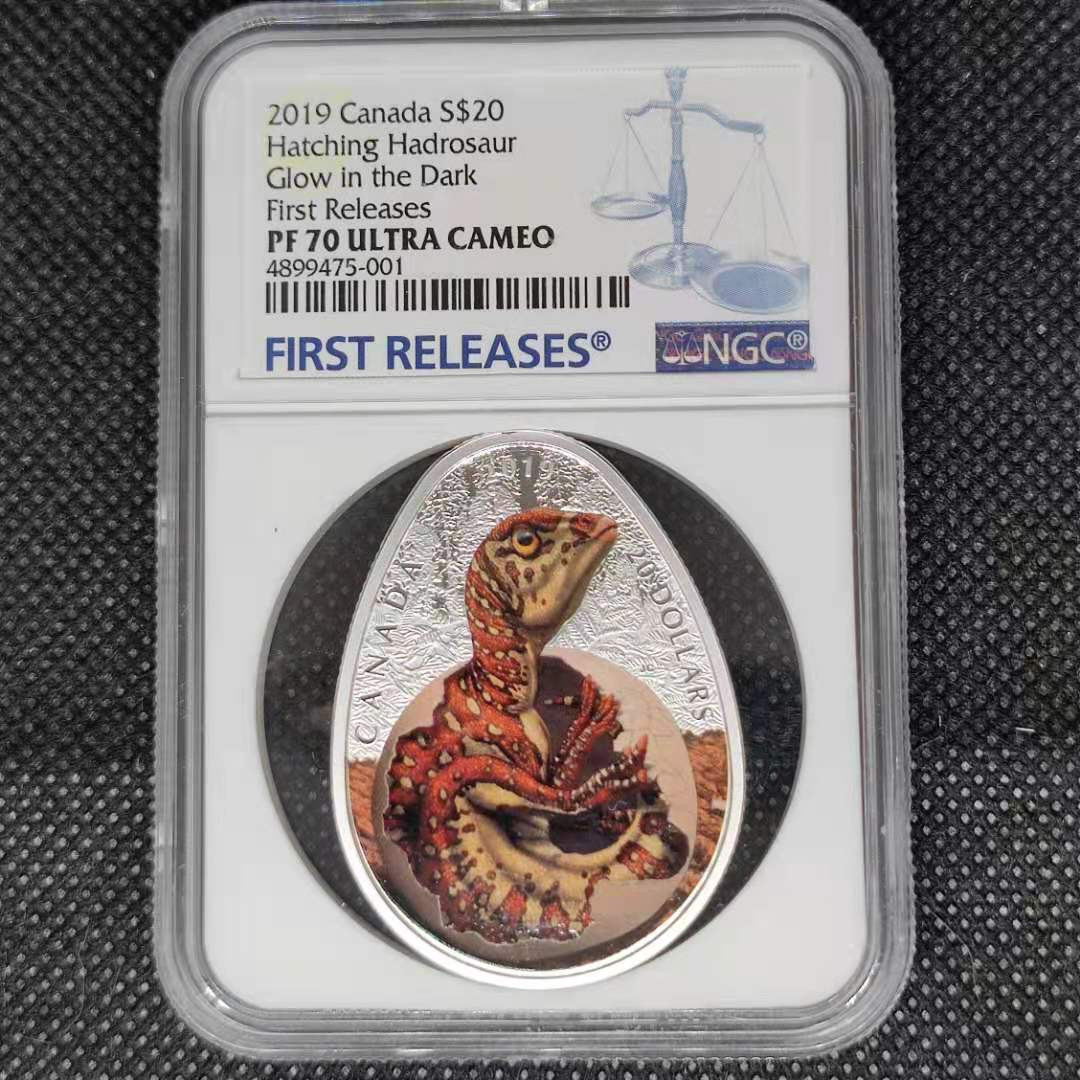 2019 Canada S$20
Hatching Hadrosaur
Glow in the Dark
First Releases
PF 70 ULTRA CAMEO
4899475-001
FIRST RELEASES®
NGC®
2019
CANADA
20 DOLLARS